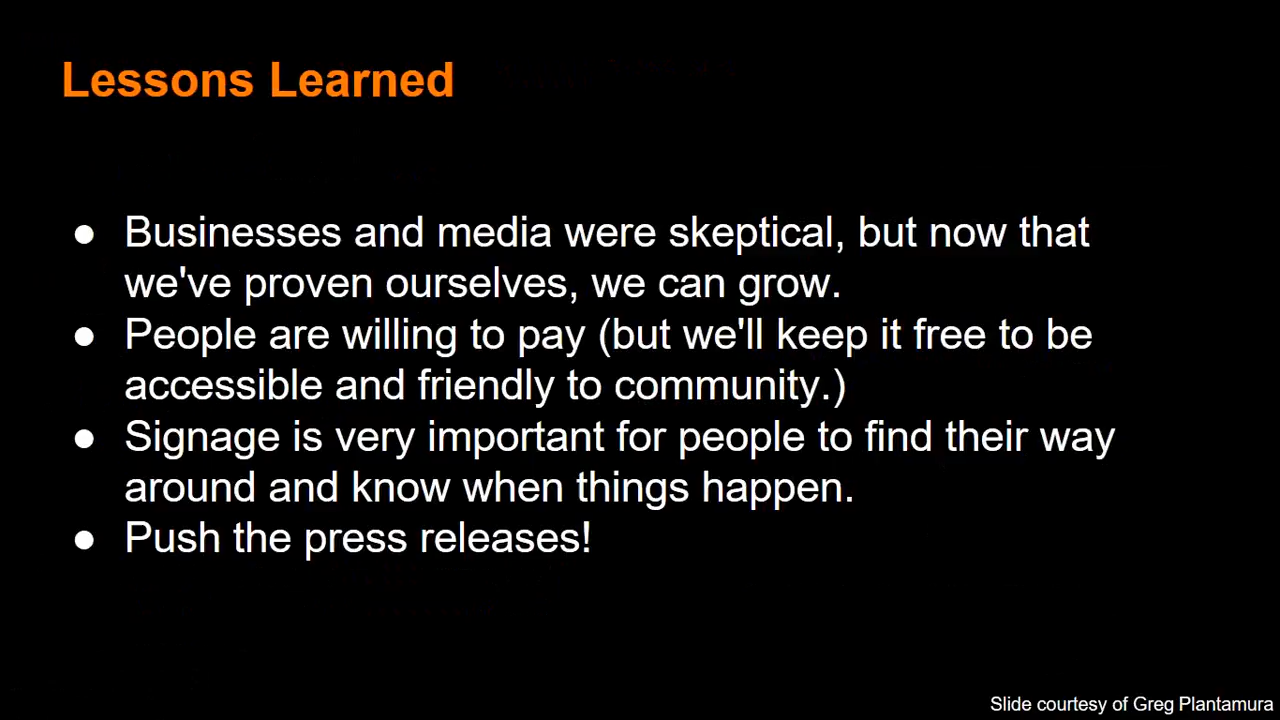 Lessons Learned
● Businesses and media were skeptical, but now that
we've proven ourselves, we can grow.
● People are willing to pay (but we'll keep it free to be
accessible and friendly to community.)
● Signage is very important for people to find their way
around and know when things happen.
● Push the press releases!
Slide courtesy of Greg Plantamura